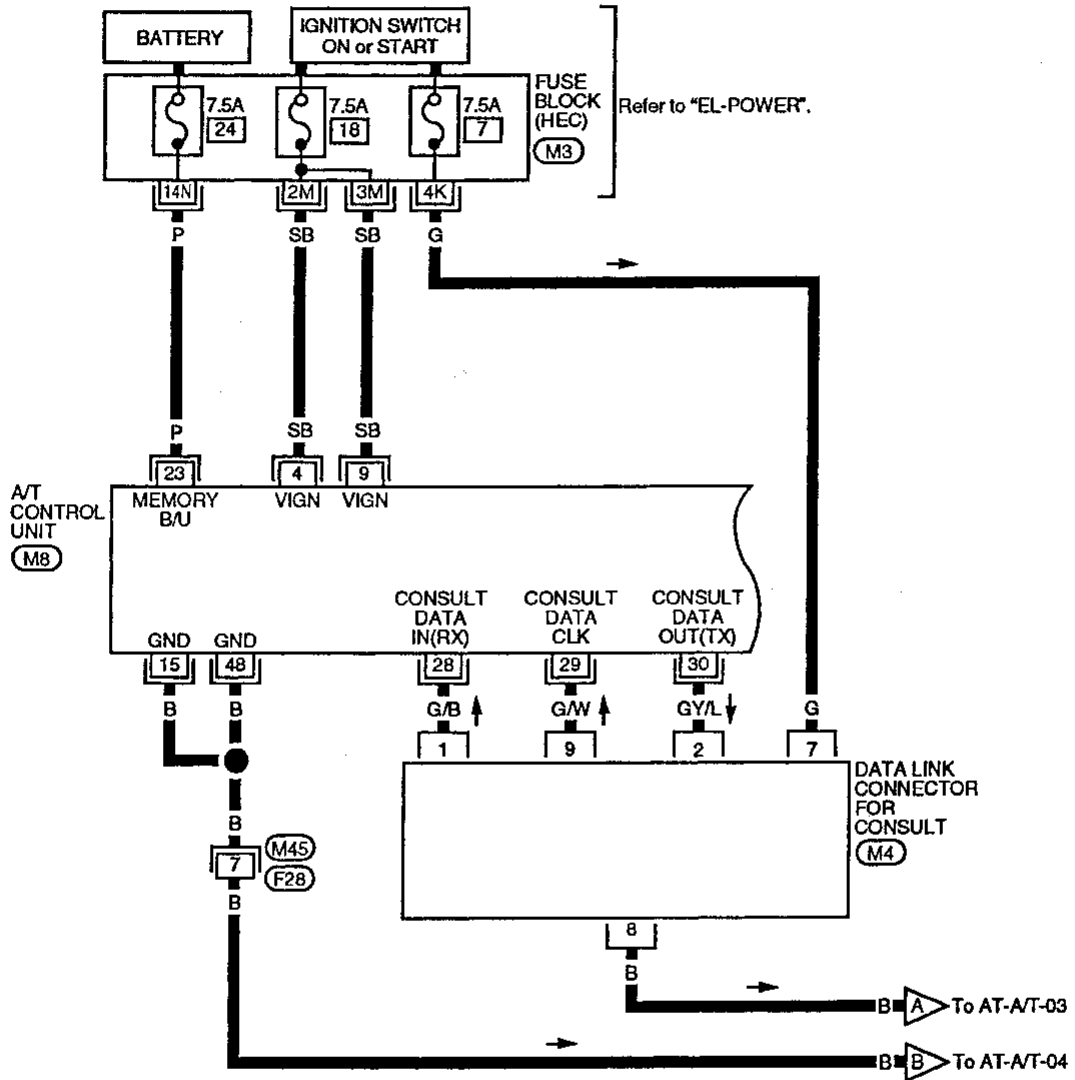 BATTERY
IGNITION SWITCH
ON or START
7.5A
24
7.5A
18
7.5A
7
FUSE
BLOCK
(HEC)
M3
Refer to "EL-POWER".
14N
2M
3M
4K
P
SB
SB
G
P
SB
SB
23
4
9
A/T
CONTROL
UNIT
M8
MEMORY
B/U
VIGN
VIGN
CONSULT
DATA
IN(RX)
CONSULT
DATA
CLK
CONSULT
DATA
OUT(TX)
GND
GND
15
48
28
29
30
B
B
G/B
G/W
GY/L
G
1
9
2
7
DATA LINK
CONNECTOR
FOR
CONSULT
M4
B
7
M45
F28
B
8
B
B
A
To AT-A/T-03
B
B
To AT-A/T-04